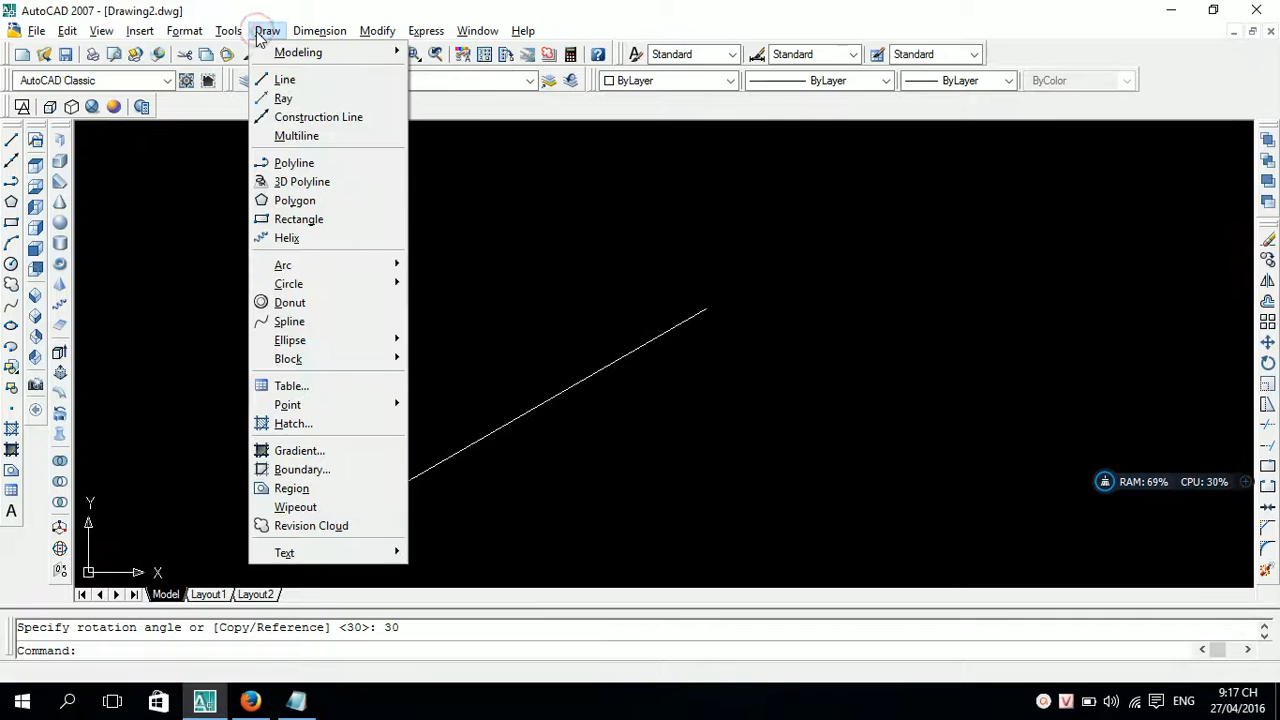 AutoCAD 2007 - [Drawing2.dwg]
File Edit View Insert Format Tools Draw Dimension Modify Express Window Help
Standard Standard Standard
AutoCAD Classic ByLayer ByLayer ByLayer ByColor
Modeling
Line
Ray
Construction Line
Multiline
Polyline
3D Polyline
Polygon
Rectangle
Helix
Arc
Circle
Donut
Spline
Ellipse
Block
Table...
Point
Hatch...
Gradient...
Boundary...
Region
Wipeout
Revision Cloud
Text
RAM: 69% CPU: 30%
Y
X
A
Model Layout1 Layout2
Specify rotation angle or [Copy/Reference] <30>: 30
Command:
ENG
9:17 CH
27/04/2016